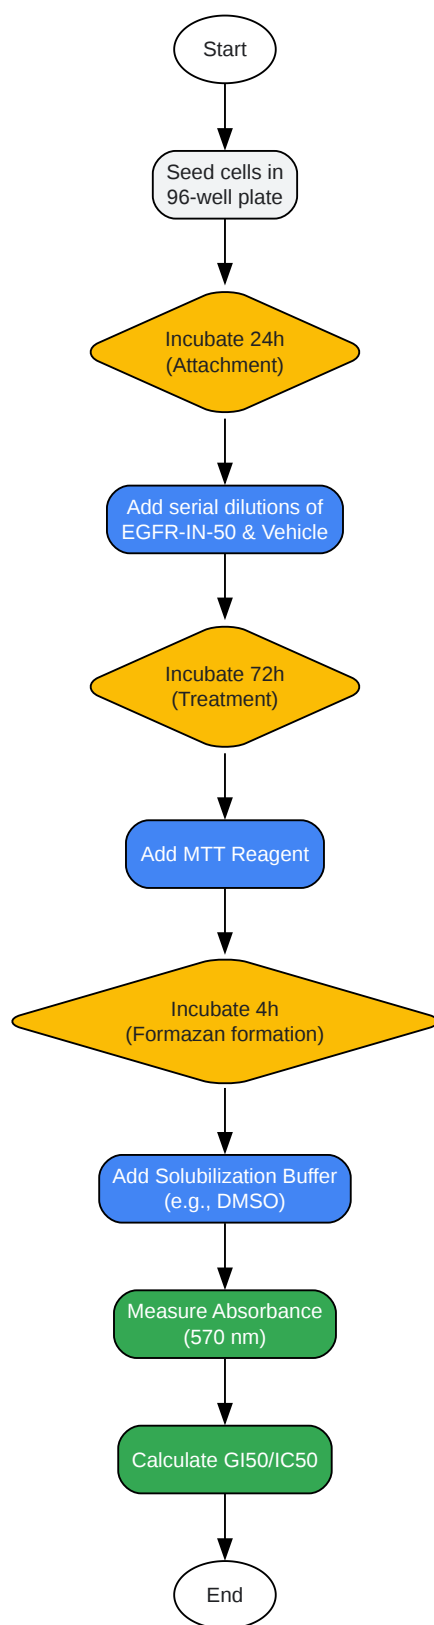 Start
Seed cells in
96-well plate
Incubate 24h
(Attachment)
Add serial dilutions of
EGFR-IN-50 & Vehicle
Incubate 72h
(Treatment)
Add MTT Reagent
Incubate 4h
(Formazan formation)
Add Solubilization Buffer
(e.g., DMSO)
Measure Absorbance
(570 nm)
Calculate GI50/IC50
End